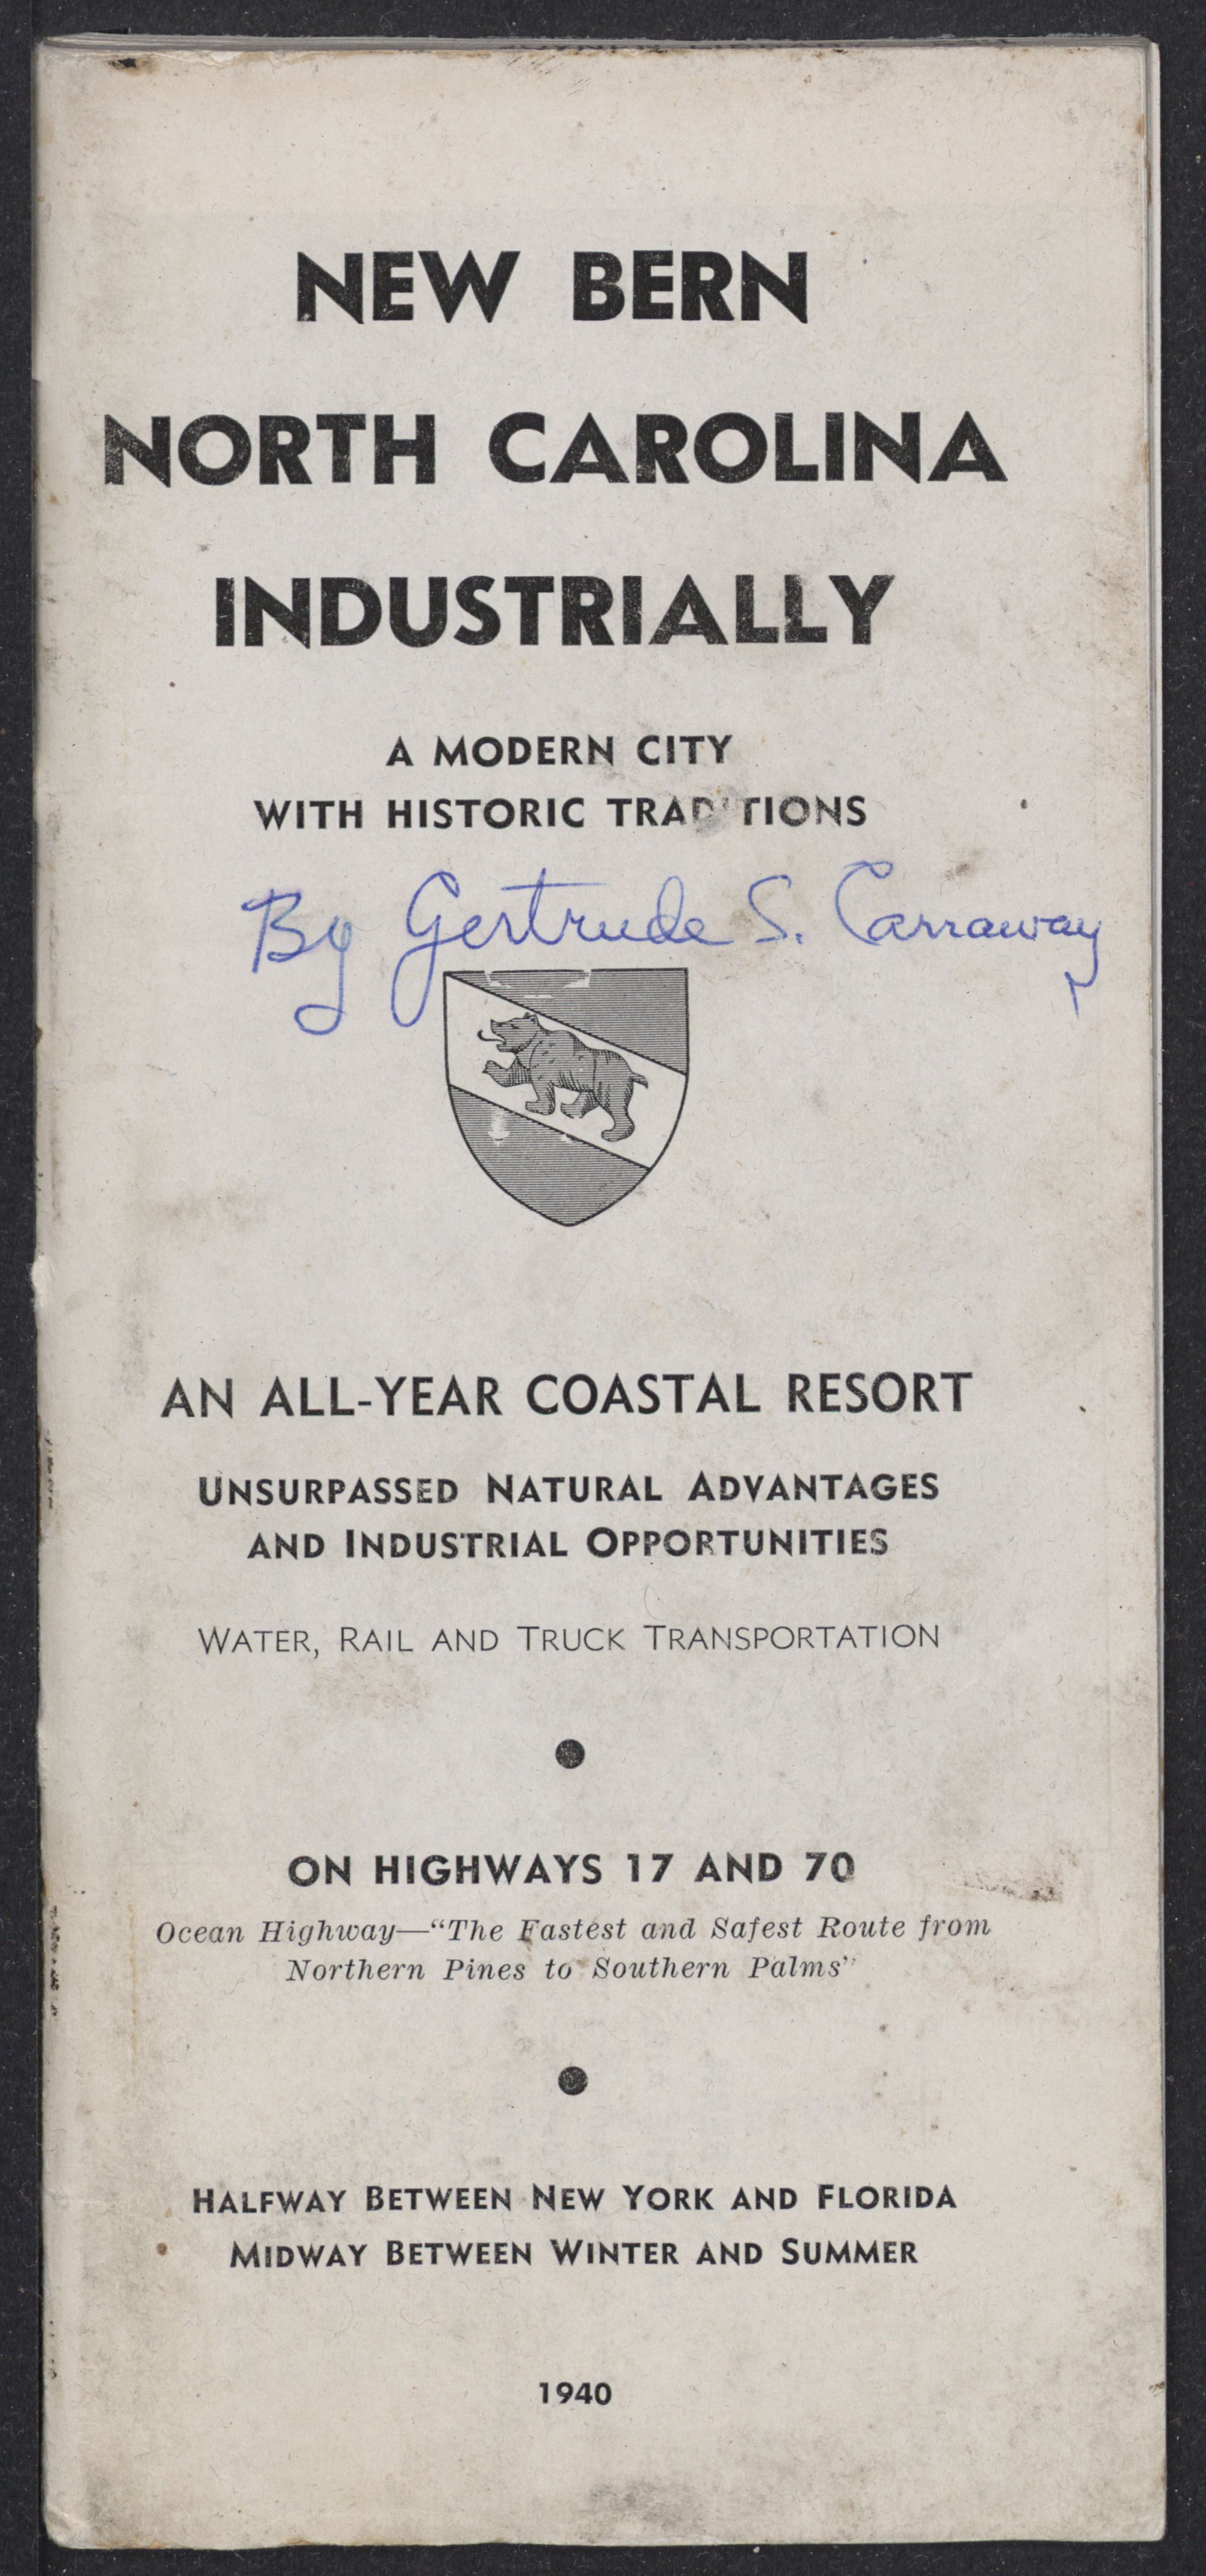 NEW BERN
NORTH CAROLINA
INDUSTRIALLY
A MODERN CITY
WITH HISTORIC TRADITIONS
By Gertrude S. Carraway
AN ALL-YEAR COASTAL RESORT
UNSURPASSED NATURAL ADVANTAGES
AND INDUSTRIAL OPPORTUNITIES
WATER, RAIL AND TRUCK TRANSPORTATION
ON HIGHWAYS 17 AND 70
Ocean Highway—“The Fastest and Safest Route from
Northern Pines to Southern Palms”
HALFWAY BETWEEN NEW YORK AND FLORIDA
MIDWAY BETWEEN WINTER AND SUMMER
1940